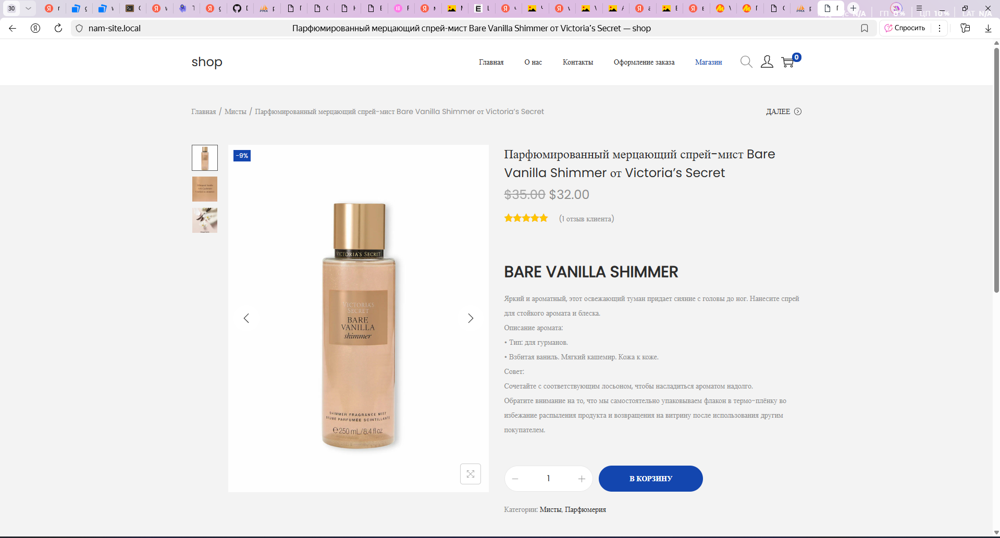 30
nam-site.local
Парфюмированный мерцающий спрей-мист Bare Vanilla Shimmer от Victoria’s Secret — shop
Спросить
N/A
ГП 0%
ЦП 10%
LAT N/A
shop
Главная
О нас
Контакты
Оформление заказа
Магазин
0
Главная / Мисты / Парфюмированный мерцающий спрей-мист Bare Vanilla Shimmer от Victoria’s Secret
ДАЛЕЕ
-9%
VICTORIA'S SECRET
VICTORIA'S
SECRET
BARE
VANILLA
shimmer
SHIMMER FRAGRANCE MIST
BRUME PARFUMÉE SCINTILLANTE
℮ 250 mL/8.4 fl oz
Парфюмированный мерцающий спрей-мист Bare
Vanilla Shimmer от Victoria’s Secret
$35.00 $32.00
(1 отзыв клиента)
BARE VANILLA SHIMMER
Яркий и ароматный, этот освежающий туман придает сияние с головы до ног. Нанесите спрей
для стойкого аромата и блеска.
Описание аромата:
• Тип: для гурманов.
• Взбитая ваниль. Мягкий кашемир. Кожа к коже.
Совет:
Сочетайте с соответствующим лосьоном, чтобы насладиться ароматом надолго.
Обратите внимание на то, что мы самостоятельно упаковываем флакон в термо-плёнку во
избежание распыления продукта и возвращения на витрину после использования другим
покупателем.
1
В КОРЗИНУ
Категории: Мисты, Парфюмерия